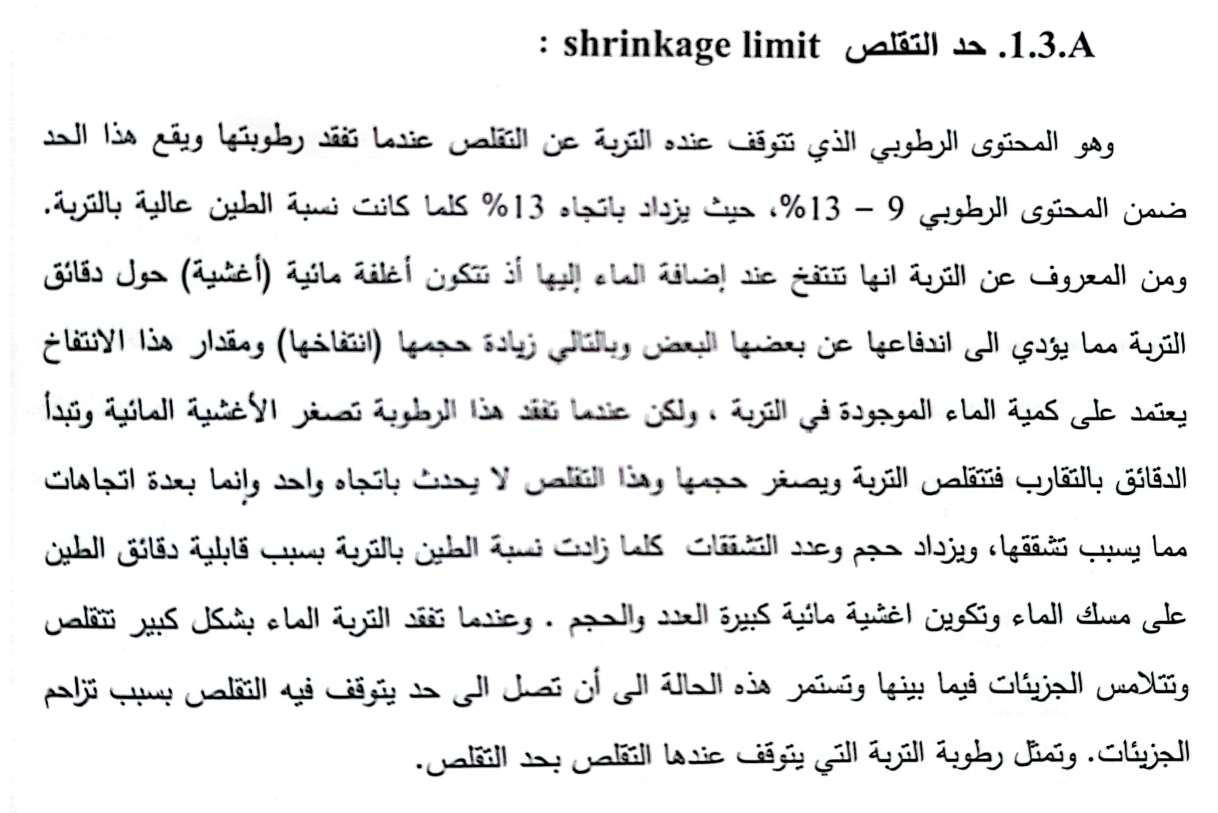 1.3.A. حد التقلص shrinkage limit :
وهو المحتوى الرطوبي الذي تتوقف عنده التربة عن التقلص عندما تفقد رطوبتها ويقع هذا الحد
ضمن المحتوى الرطوبي 9 – 13%، حيث يزداد باتجاه 13% كلما كانت نسبة الطين عالية بالتربة.
ومن المعروف عن التربة انها تنتفخ عند إضافة الماء إليها أذ تتكون أغلفة مائية (أغشية) حول دقائق
التربة مما يؤدي الى اندفاعها عن بعضها البعض وبالتالي زيادة حجمها (انتفاخها) ومقدار هذا الانتفاخ
يعتمد على كمية الماء الموجودة في التربة ، ولكن عندما تفقد هذا الرطوبة تصغر الأغشية المائية وتبدأ
الدقائق بالتقارب فتتقلص التربة ويصغر حجمها وهذا التقلص لا يحدث باتجاه واحد وإنما بعدة اتجاهات
مما يسبب تشققها، ويزداد حجم وعدد التشققات كلما زادت نسبة الطين بالتربة بسبب قابلية دقائق الطين
على مسك الماء وتكوين اغشية مائية كبيرة العدد والحجم . وعندما تفقد التربة الماء بشكل كبير تتقلص
وتتلامس الجزيئات فيما بينها وتستمر هذه الحالة الى أن تصل الى حد يتوقف فيه التقلص بسبب تزاحم
الجزيئات. وتمثل رطوبة التربة التي يتوقف عندها التقلص بحد التقلص.